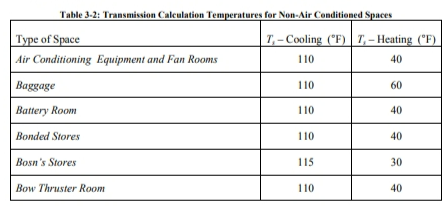 Table 3-2: Transmission Calculation Temperatures for Non-Air Conditioned Spaces
Type of Space Tₛ – Cooling (°F) Tₛ – Heating (°F)
Air Conditioning Equipment and Fan Rooms 110 40
Baggage 110 60
Battery Room 110 40
Bonded Stores 110 40
Bosn's Stores 115 30
Bow Thruster Room 110 40